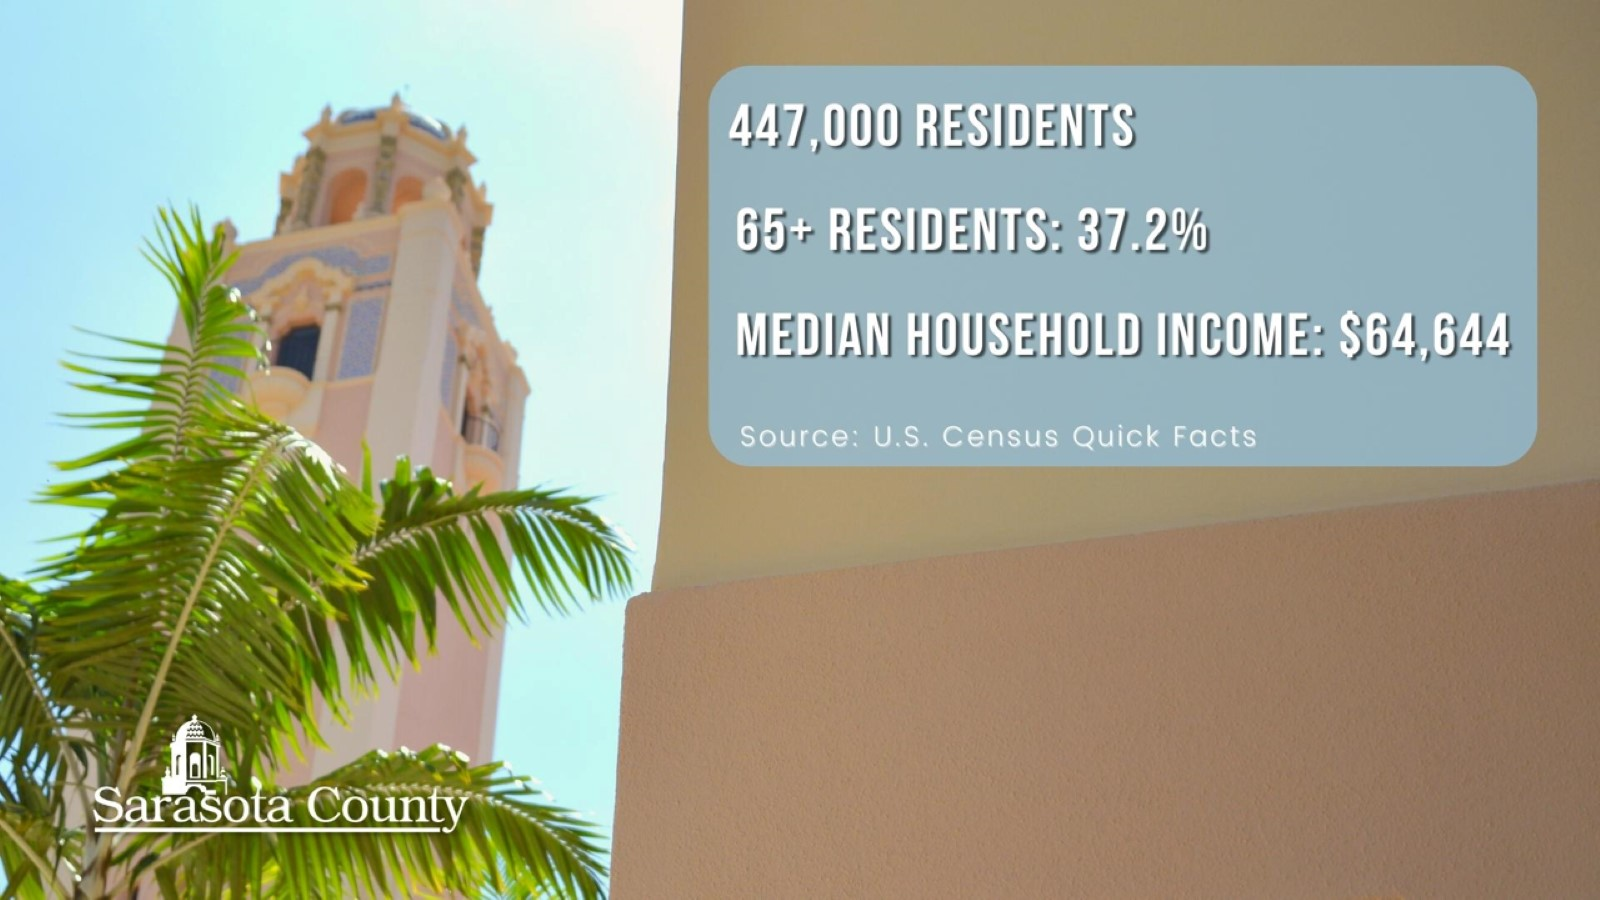 447,000 RESIDENTS
65+ RESIDENTS: 37.2%
MEDIAN HOUSEHOLD INCOME: $64,644
Source: U.S. Census Quick Facts
Sarasota County